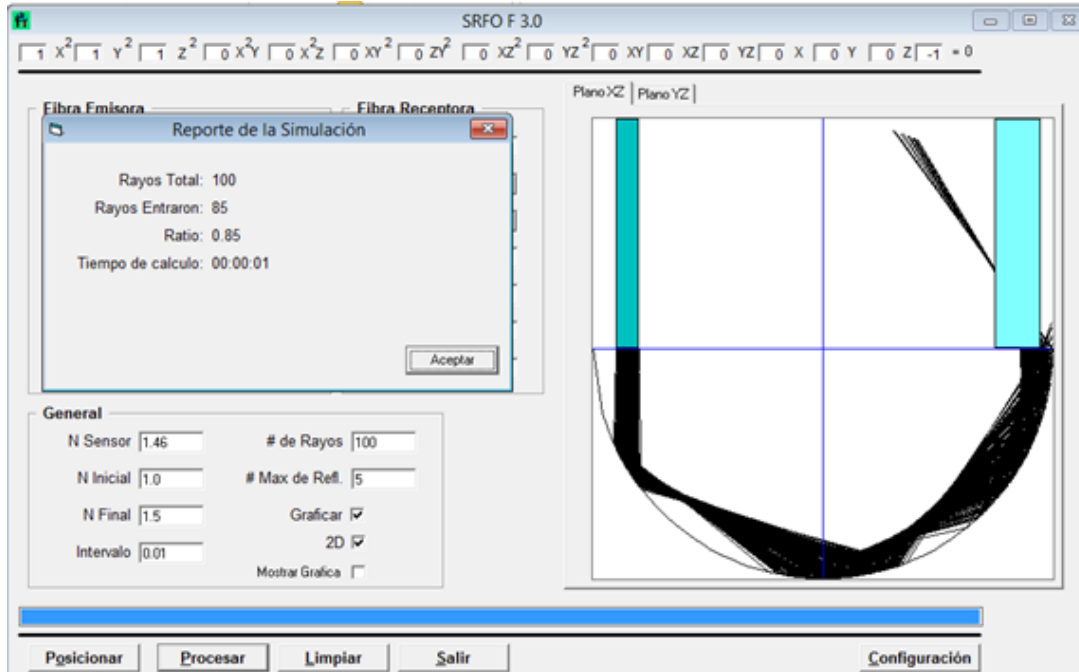 SRFO F 3.0
1 X² 1 Y² 1 Z² 0 X²Y 0 X²Z 0 XY² 0 ZY² 0 XZ² 0 YZ² 0 XY 0 XZ 0 YZ 0 X 0 Y 0 Z -1 = 0
Fibra Emisora Fibra Receptora
Reporte de la Simulación
Rayos Total: 100
Rayos Entraron: 85
Ratio: 0.85
Tiempo de calculo: 00:00:01
Aceptar
Plano XZ Plano YZ
General
N Sensor 1.46 # de Rayos 100
N Inicial 1.0 # Max de Refl. 5
N Final 1.5 Graficar
2D
Intervalo 0.01
Mostrar Grafica
Posicionar Procesar Limpiar Salir Configuración